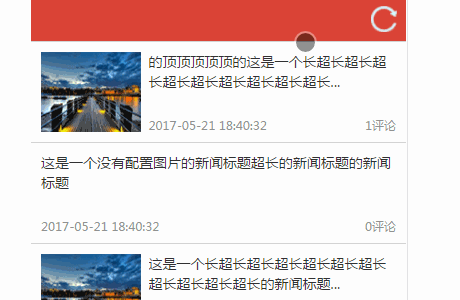 的顶顶顶顶顶的这是一个长超长超长超
长超长超长超长超长超长超长...
2017-05-21 18:40:32
1评论
这是一个没有配置图片的新闻标题超长的新闻标题的新闻
标题
2017-05-21 18:40:32
0评论
这是一个长超长超长超长超长超长超长
超长超长超长超长的新闻标题...